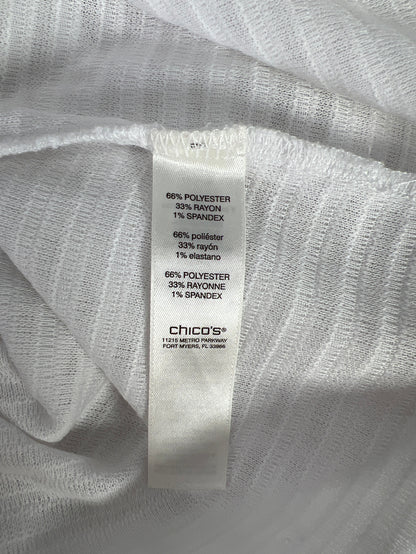 66% POLYESTER
33% RAYON
1% SPANDEX
66% poliéster
33% rayón
1% elastano
66% POLYESTER
33% RAYONNE
1% SPANDEX
chico's®
11215 METRO PARKWAY
FORT MYERS, FL 33966